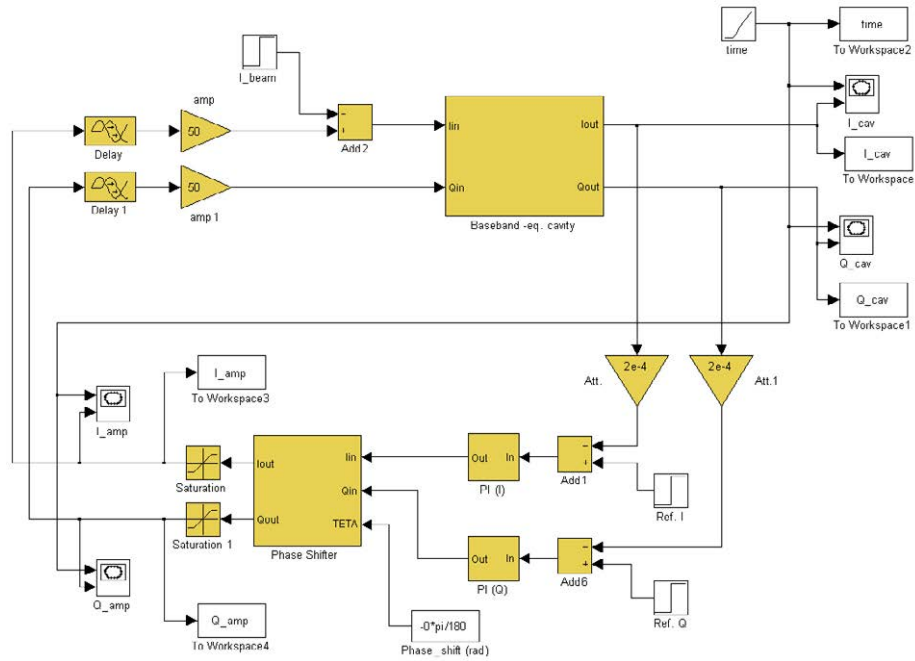 time
time
To Workspace2
I_beam
amp
50
Delay
-
+
Add2
Iin
Iout
Qin
Qout
Baseband -eq. cavity
I_cav
I_cav
To Workspace
50
Delay 1
amp 1
Q_cav
Q_cav
To Workspace1
2e-4
Att.
2e-4
Att.1
I_amp
To Workspace3
I_amp
Saturation
Iout
Iin
Qin
Qout
TETA
Phase Shifter
Saturation 1
Out
In
PI (I)
-
+
Add1
Ref. I
Out
In
PI (Q)
-
+
Add6
Ref. Q
Q_amp
Q_amp
To Workspace4
-0*pi/180
Phase_shift (rad)